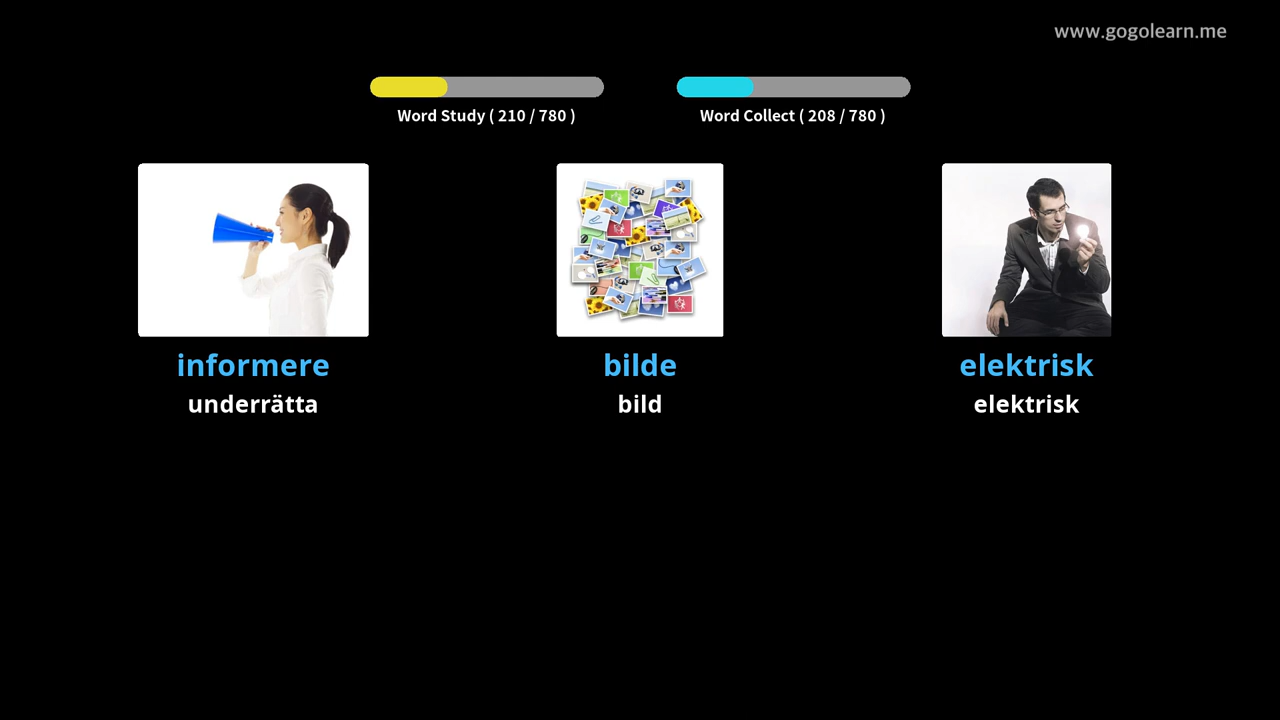 www.gogolearn.me
Word Study ( 210 / 780 )
Word Collect ( 208 / 780 )
informere
bilde
elektrisk
underrätta
bild
elektrisk